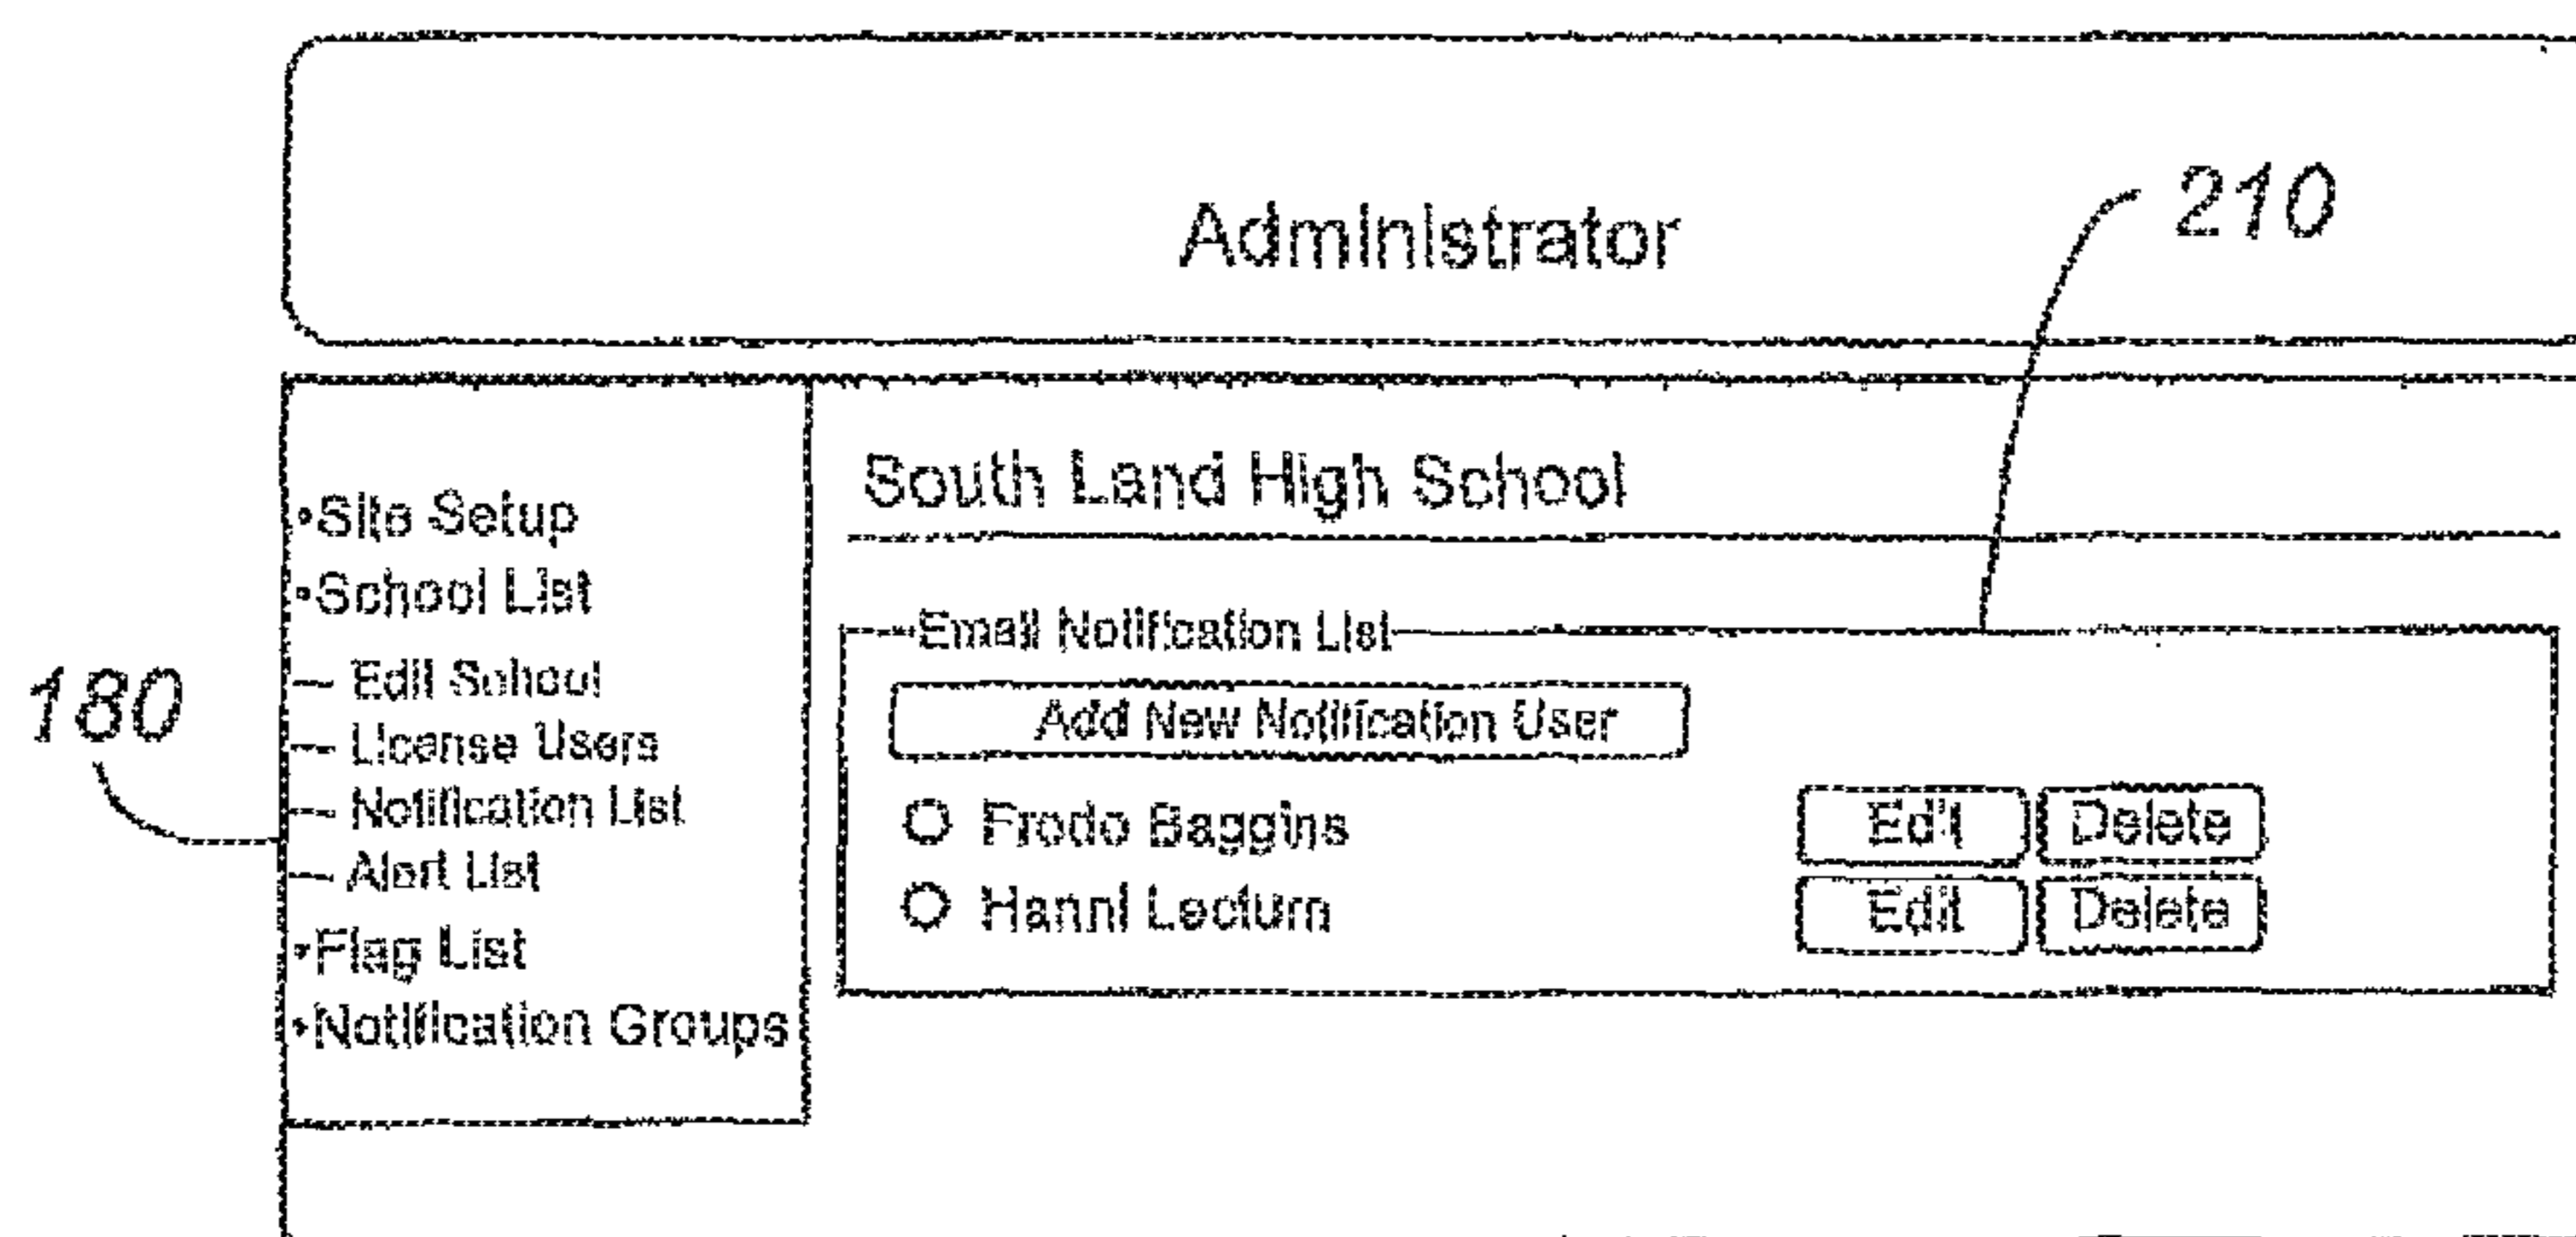 Administrator
210
South Land High School
•Site Setup
•School List
— Edit School
— License Users
— Notification List
— Alert List
•Flag List
•Notification Groups
180
Email Notification List
Add New Notification User
Frodo Baggins Edit Delete
Hanni Lecturn Edit Delete